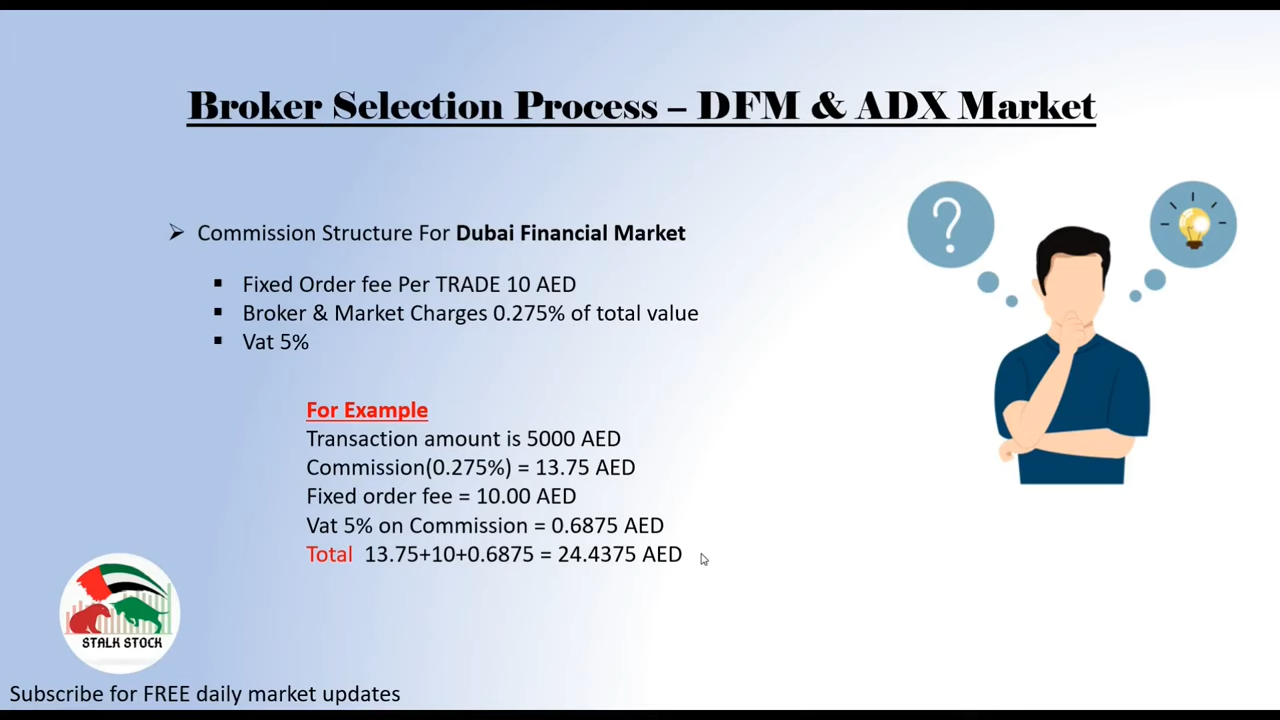 Broker Selection Process – DFM & ADX Market
➢ Commission Structure For Dubai Financial Market
▪ Fixed Order fee Per TRADE 10 AED
▪ Broker & Market Charges 0.275% of total value
▪ Vat 5%
For Example
Transaction amount is 5000 AED
Commission(0.275%) = 13.75 AED
Fixed order fee = 10.00 AED
Vat 5% on Commission = 0.6875 AED
Total 13.75+10+0.6875 = 24.4375 AED
STALK STOCK
Subscribe for FREE daily market updates